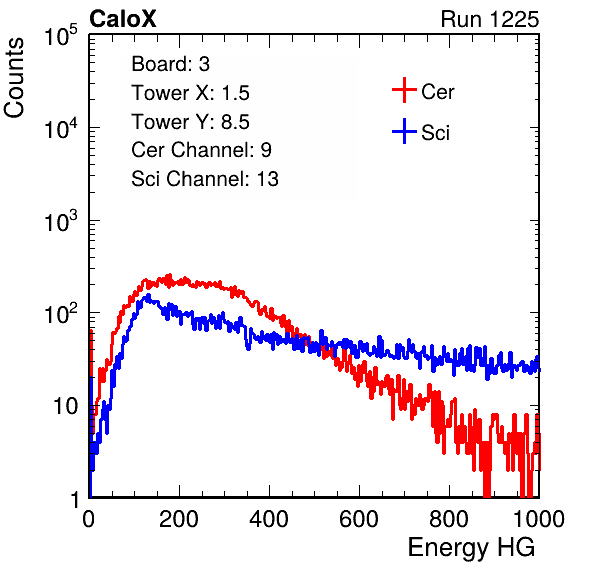 CaloX Run 1225
Counts
Board: 3
Tower X: 1.5
Tower Y: 8.5
Cer Channel: 9
Sci Channel: 13
Cer
Sci
10^5
10^4
10^3
10^2
10
1
0 200 400 600 800 1000
Energy HG